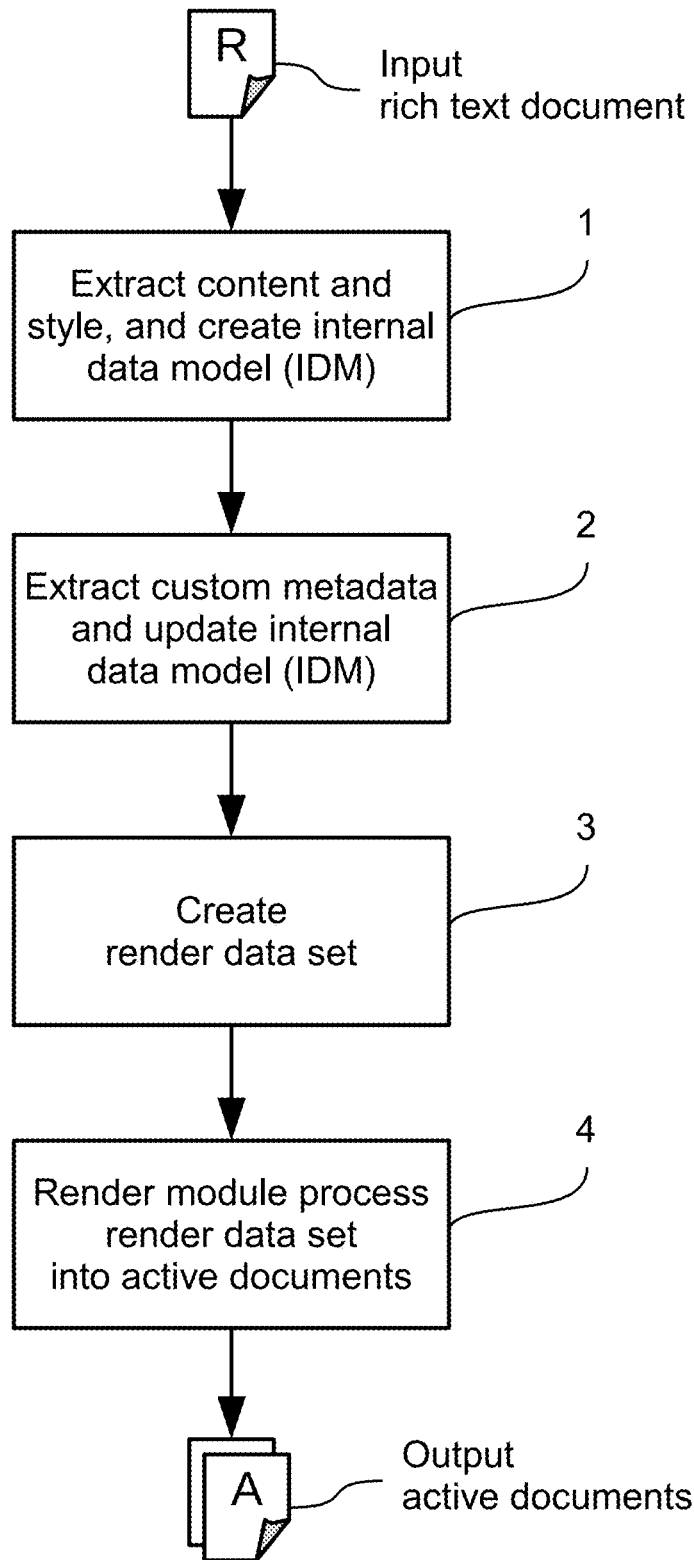 R
Input
rich text document
1
Extract content and
style, and create internal
data model (IDM)
2
Extract custom metadata
and update internal
data model (IDM)
3
Create
render data set
4
Render module process
render data set
into active documents
A
Output
active documents